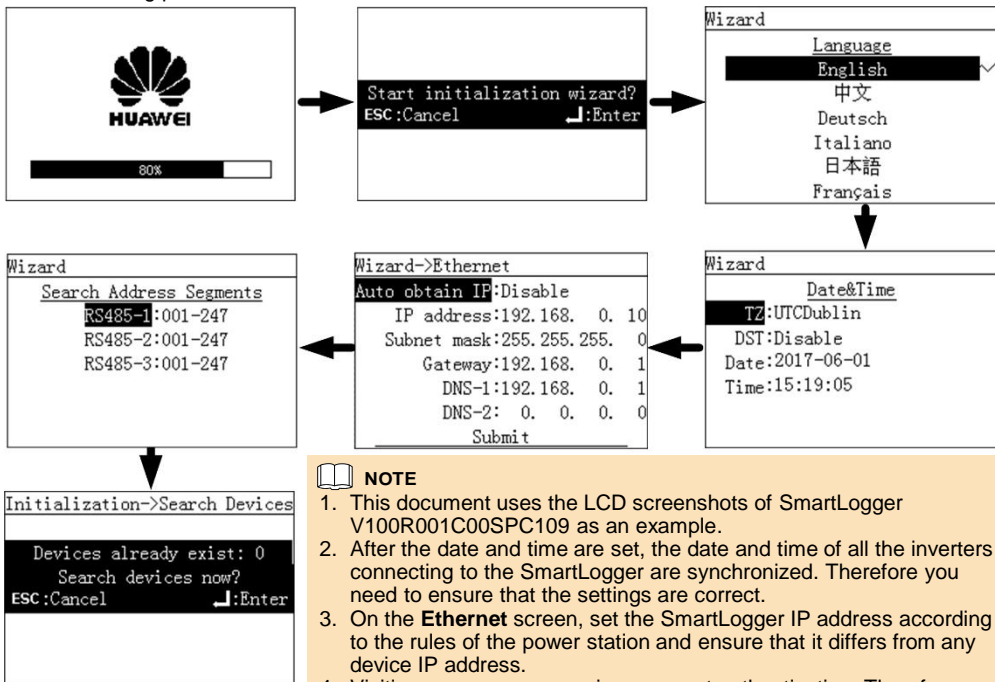 HUAWEI
80%
Start initialization wizard?
ESC:Cancel ↵:Enter
Wizard
Language
English
中文
Deutsch
Italiano
日本語
Français
Wizard
Date&Time
TZ:UTCDublin
DST:Disable
Date:2017-06-01
Time:15:19:05
Wizard->Ethernet
Auto obtain IP:Disable
IP address:192.168. 0. 10
Subnet mask:255.255.255. 0
Gateway:192.168. 0. 1
DNS-1:192.168. 0. 1
DNS-2: 0. 0. 0. 0
Submit
Wizard
Search Address Segments
RS485-1:001-247
RS485-2:001-247
RS485-3:001-247
Initialization->Search Devices
Devices already exist: 0
Search devices now?
ESC:Cancel ↵:Enter
NOTE
1. This document uses the LCD screenshots of SmartLogger
V100R001C00SPC109 as an example.
2. After the date and time are set, the date and time of all the inverters
connecting to the SmartLogger are synchronized. Therefore you
need to ensure that the settings are correct.
3. On the Ethernet screen, set the SmartLogger IP address according
to the rules of the power station and ensure that it differs from any
device IP address.